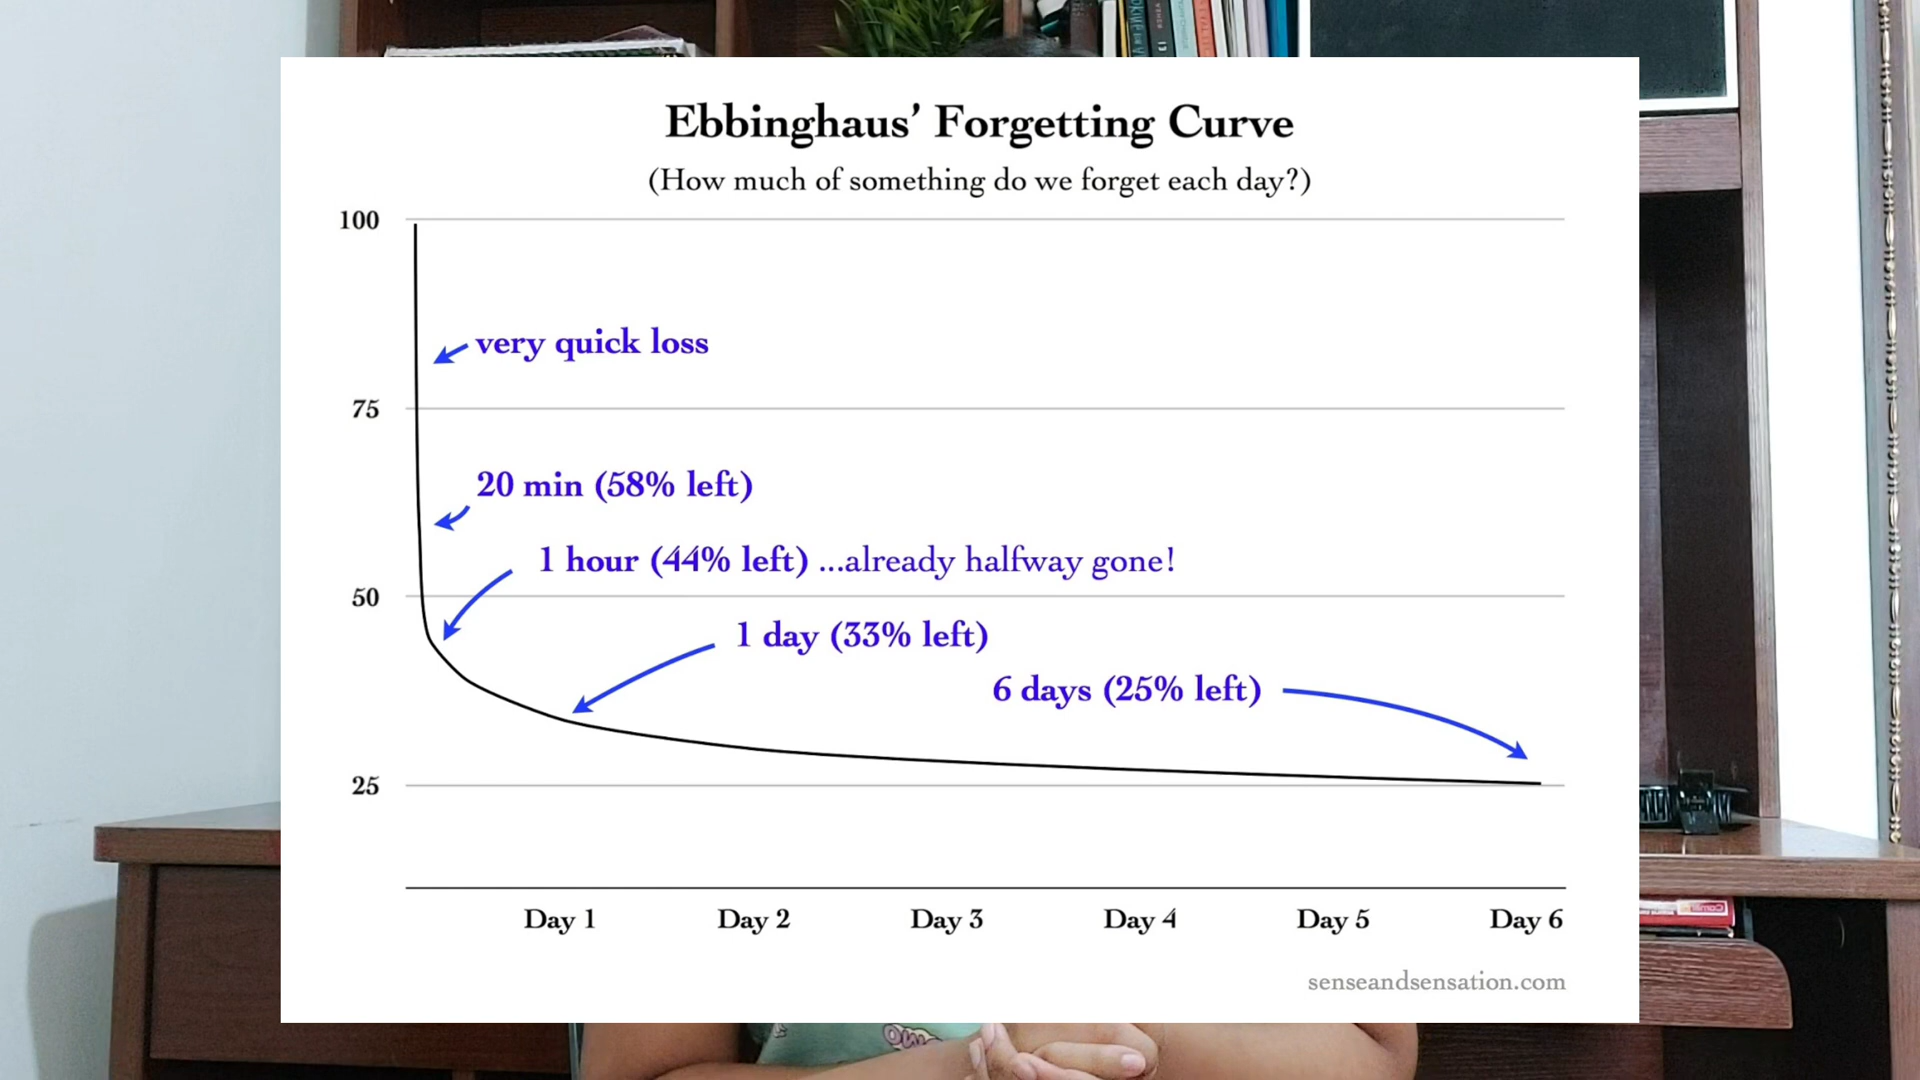 Ebbinghaus’ Forgetting Curve
(How much of something do we forget each day?)
100
very quick loss
75
20 min (58% left)
1 hour (44% left) ...already halfway gone!
50
1 day (33% left)
6 days (25% left)
25
Day 1 Day 2 Day 3 Day 4 Day 5 Day 6
senseandsensation.com